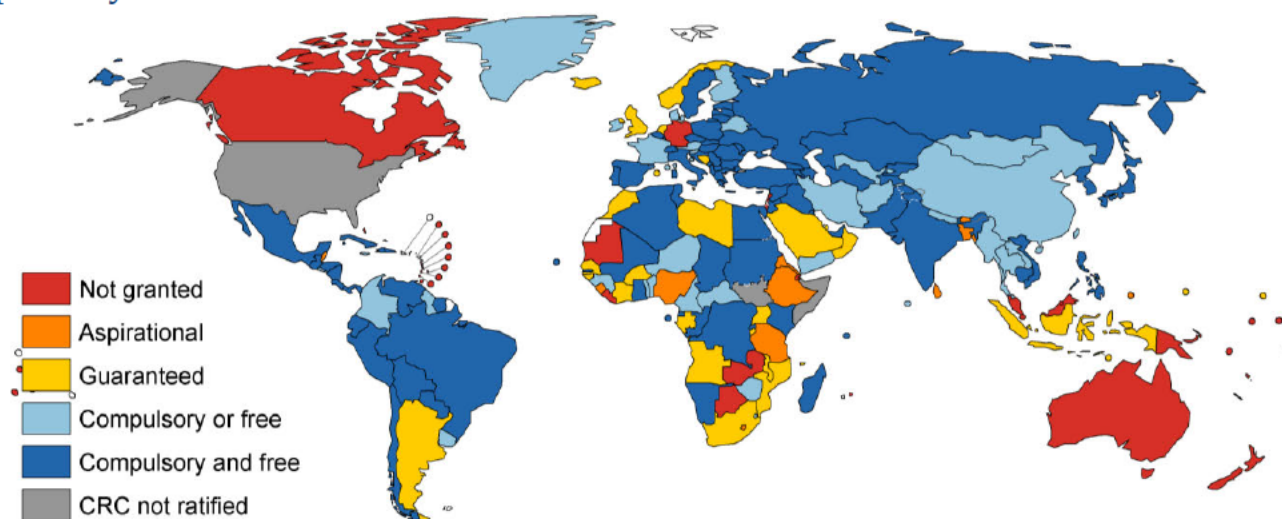 Not granted
Aspirational
Guaranteed
Compulsory or free
Compulsory and free
CRC not ratified